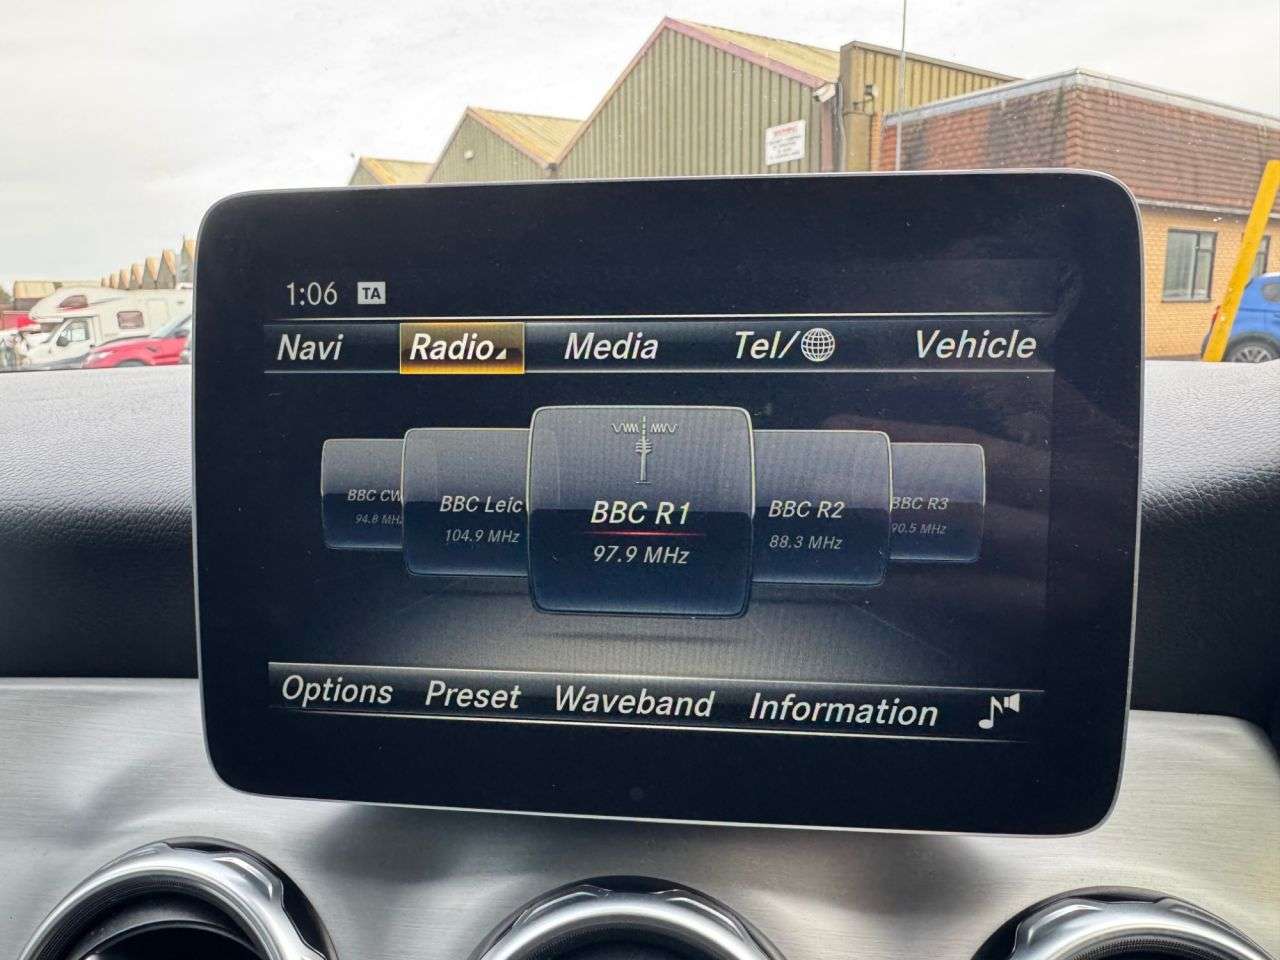 1:06 TA
Navi Radio Media Tel/ Vehicle
BBC CW
94.8 MHz
BBC Leic
104.9 MHz
BBC R1
97.9 MHz
BBC R2
88.3 MHz
BBC R3
90.5 MHz
Options Preset Waveband Information